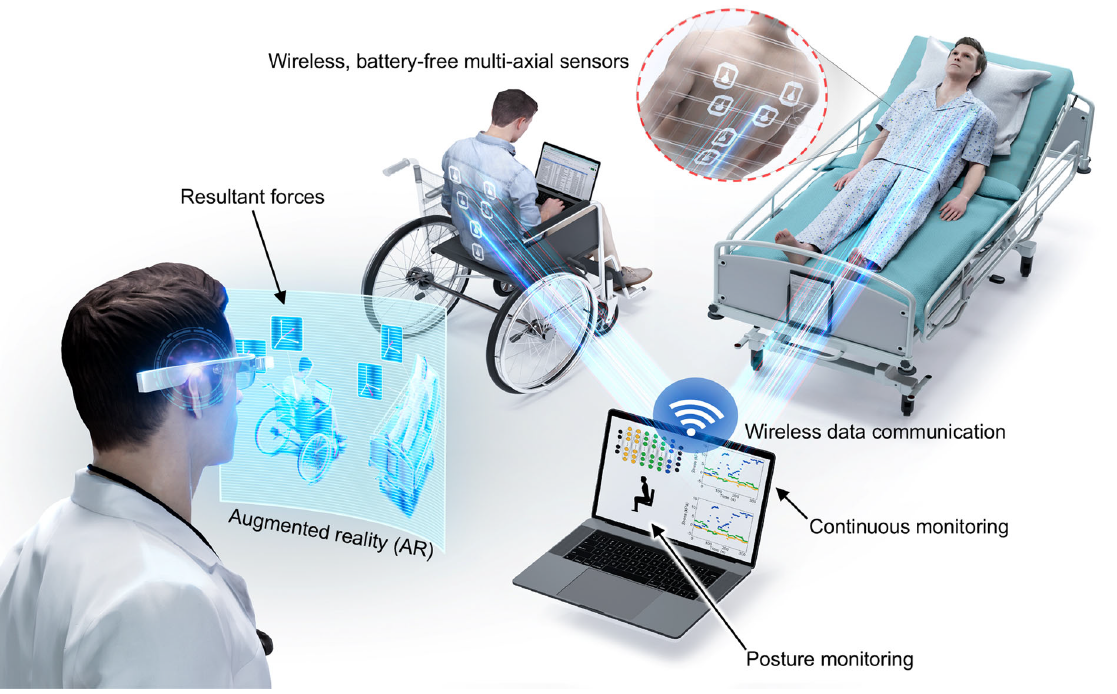 Wireless, battery-free multi-axial sensors
Resultant forces
Wireless data communication
Augmented reality (AR)
Continuous monitoring
Posture monitoring